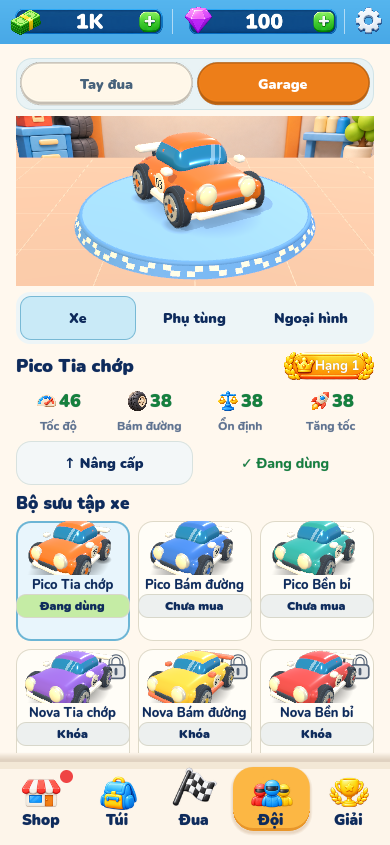 1K
100
Tay đua
Garage
Xe
Phụ tùng
Ngoại hình
Pico Tia chớp
Hạng 1
46
38
38
38
Tốc độ
Bám đường
Ổn định
Tăng tốc
↑ Nâng cấp
✓ Đang dùng
Bộ sưu tập xe
Pico Tia chớp
Pico Bám đường
Pico Bền bỉ
Đang dùng
Chưa mua
Chưa mua
Nova Tia chớp
Nova Bám đường
Nova Bền bỉ
Khóa
Khóa
Khóa
Shop
Túi
Đua
Đội
Giải